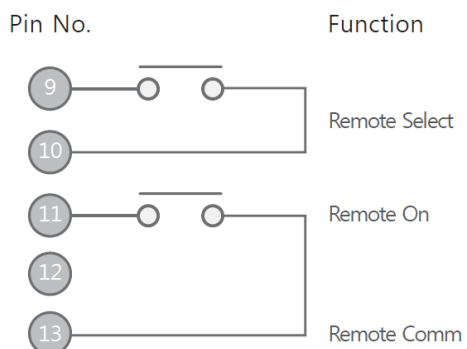 Pin No. Function
9
Remote Select
10
11 Remote On
12
13 Remote Comm